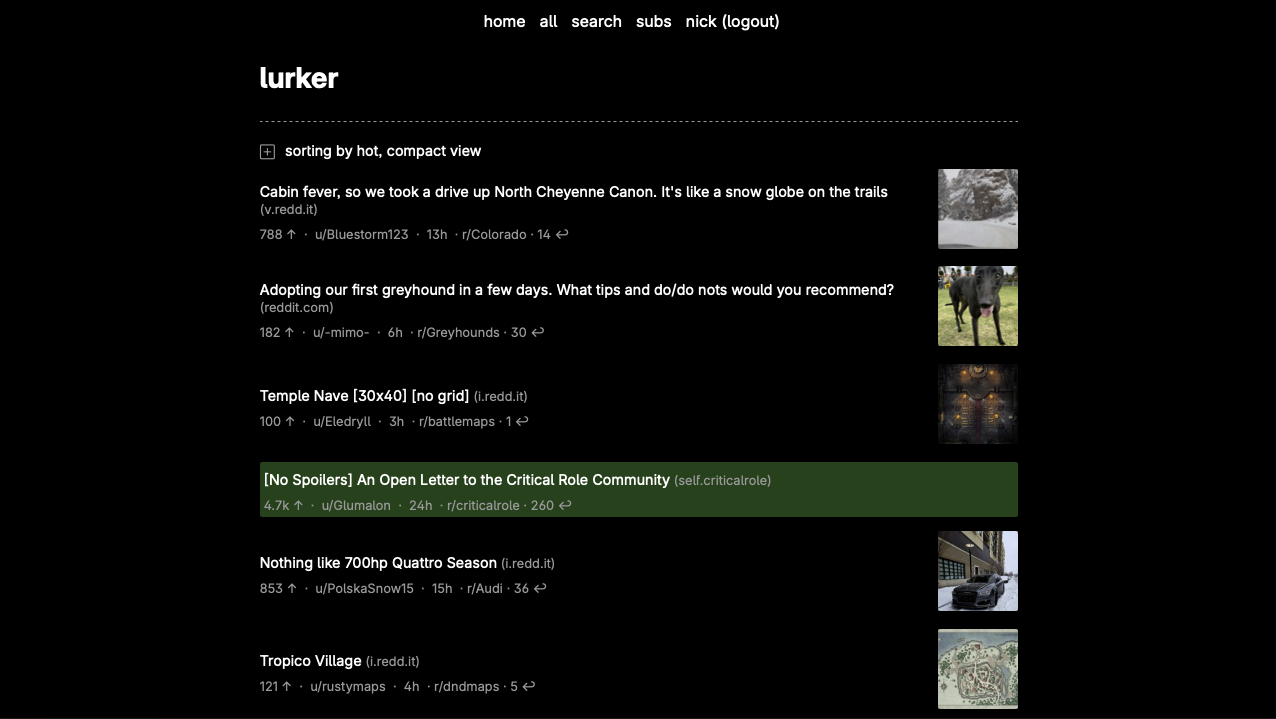 home all search subs nick (logout)
lurker
sorting by hot, compact view
Cabin fever, so we took a drive up North Cheyenne Canon. It's like a snow globe on the trails
(v.redd.it)
788 ↑ · u/Bluestorm123 · 13h · r/Colorado · 14 ↩
Adopting our first greyhound in a few days. What tips and do/do nots would you recommend?
(reddit.com)
182 ↑ · u/-mimo- · 6h · r/Greyhounds · 30 ↩
Temple Nave [30x40] [no grid] (i.redd.it)
100 ↑ · u/Eledryll · 3h · r/battlemaps · 1 ↩
[No Spoilers] An Open Letter to the Critical Role Community (self.criticalrole)
4.7k ↑ · u/Glumalon · 24h · r/criticalrole · 260 ↩
Nothing like 700hp Quattro Season (i.redd.it)
853 ↑ · u/PolskaSnow15 · 15h · r/Audi · 36 ↩
Tropico Village (i.redd.it)
121 ↑ · u/rustymaps · 4h · r/dndmaps · 5 ↩